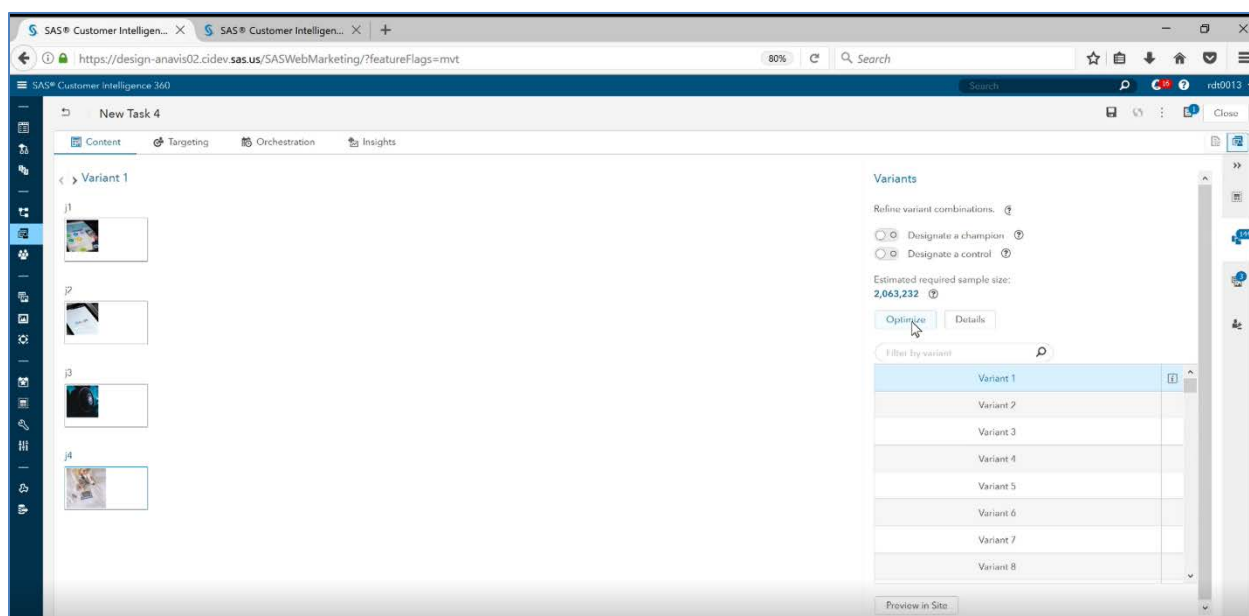 SAS® Customer Intelligen... SAS® Customer Intelligen...
https://design-anavis02.cidev.sas.us/SASWebMarketing/?featureFlags=mvt 80% Search
SAS® Customer Intelligence 360 Search 16 rdt0013
New Task 4 1 Close
Content Targeting Orchestration Insights
Variant 1
j1
j2
j3
j4
Variants
Refine variant combinations.
Designate a champion
Designate a control
Estimated required sample size:
2,063,232
Optimize Details
Filter by variant
Variant 1
Variant 2
Variant 3
Variant 4
Variant 5
Variant 6
Variant 7
Variant 8
Preview in Site
144
3